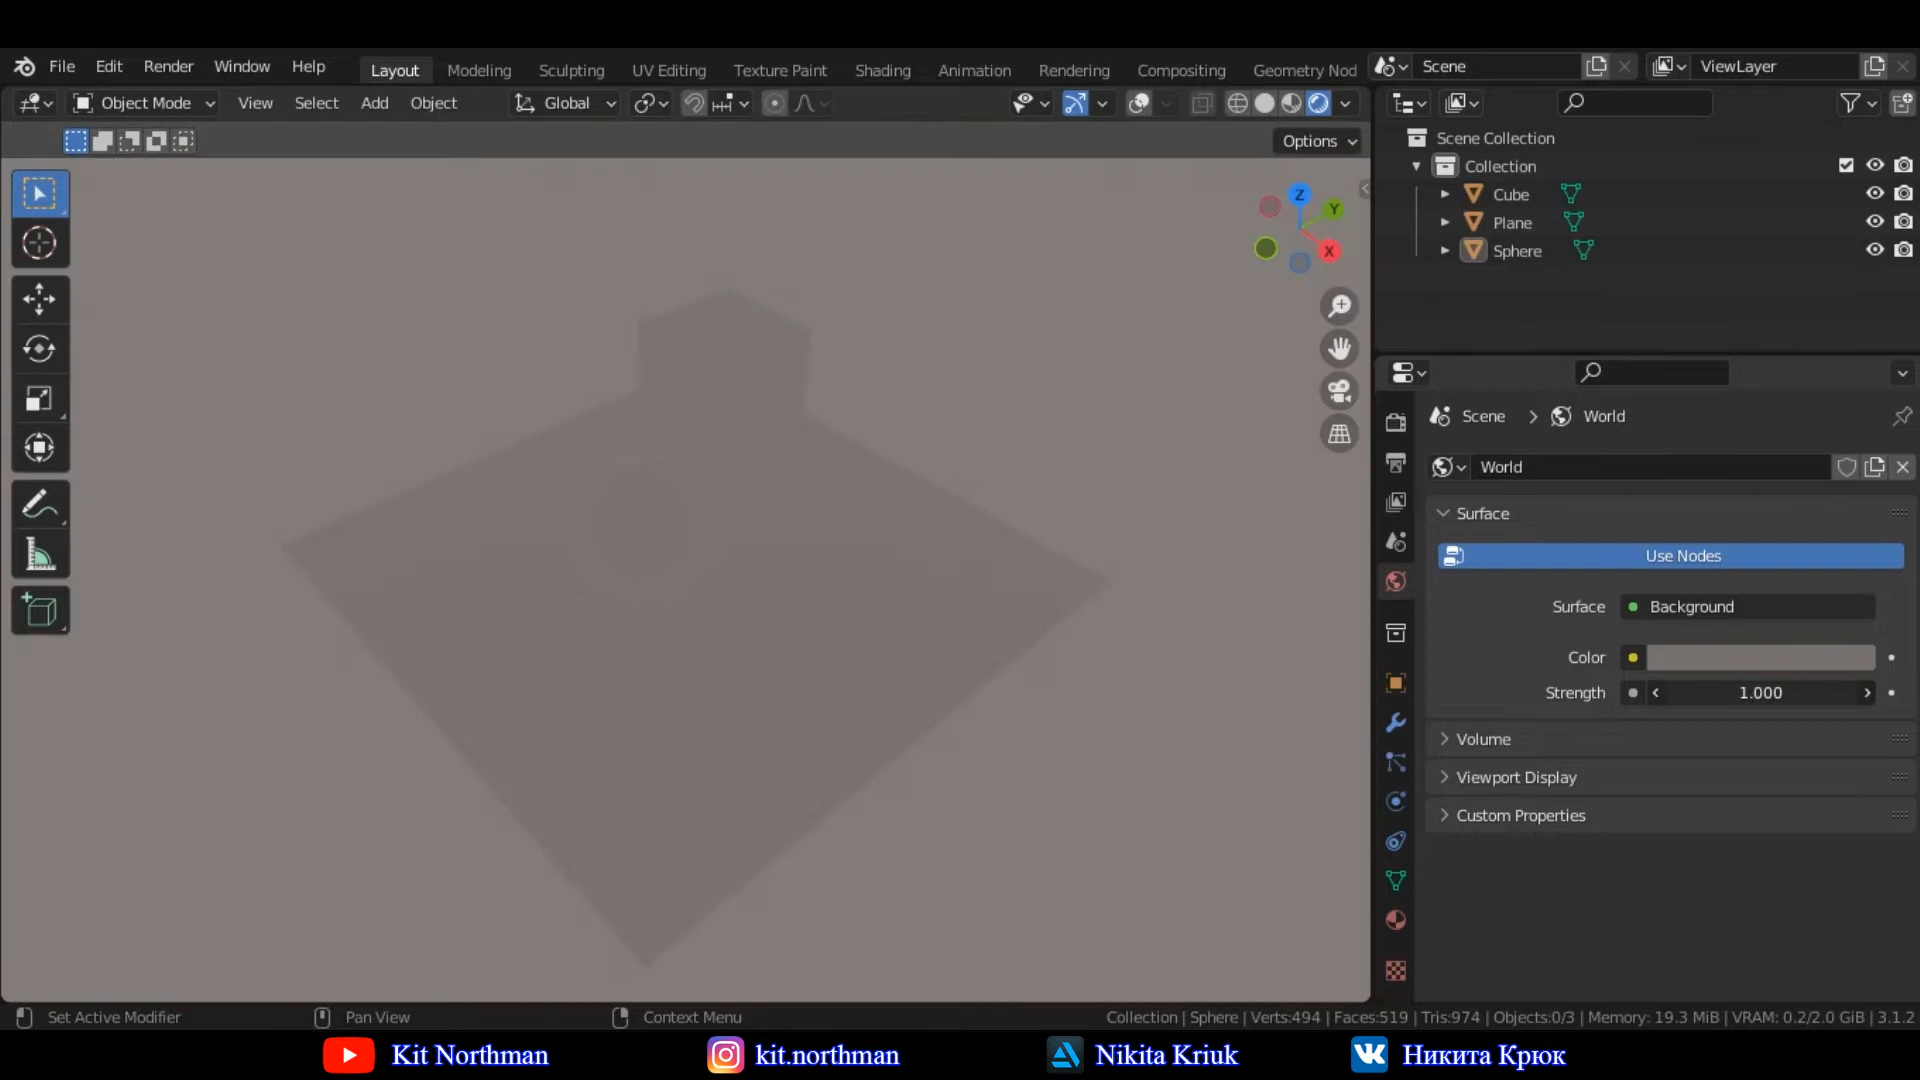 File Edit Render Window Help Layout Modeling Sculpting UV Editing Texture Paint Shading Animation Rendering Compositing Geometry Nod Scene ViewLayer
Object Mode View Select Add Object Global
Options
Z
Y
X
Scene Collection
Collection
Cube
Plane
Sphere
Scene > World
World
Surface
Use Nodes
Surface Background
Color
Strength 1.000
Volume
Viewport Display
Custom Properties
Set Active Modifier Pan View Context Menu Collection | Sphere | Verts:494 | Faces:519 | Tris:974 | Objects:0/3 | Memory: 19.3 MiB | VRAM: 0.2/2.0 GiB | 3.1.2
Kit Northman kit.northman Nikita Kriuk Никита Крюк